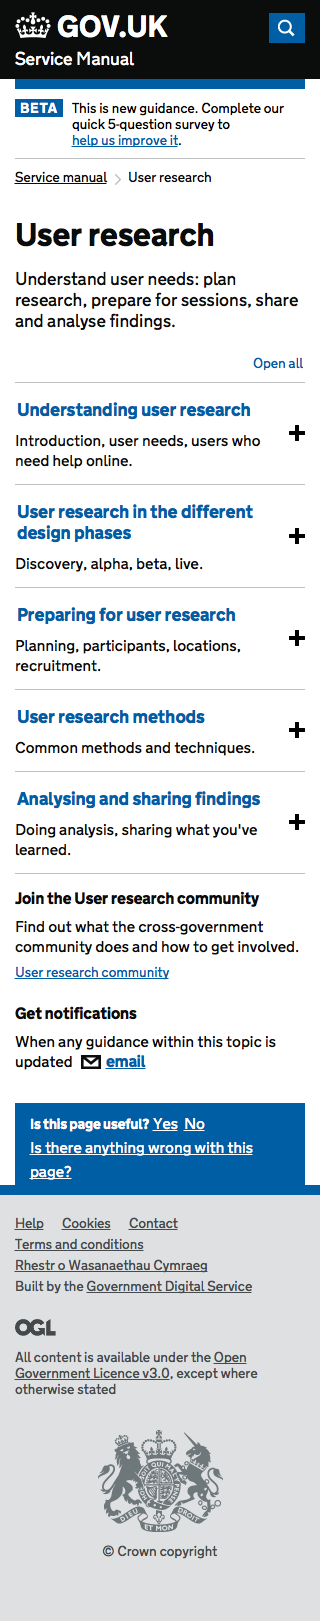 GOV.UK
Service Manual
BETA
This is new guidance. Complete our
quick 5-question survey to
help us improve it.
Service manual
User research
User research
Understand user needs: plan
research, prepare for sessions, share
and analyse findings.
Open all
Understanding user research
Introduction, user needs, users who
need help online.
User research in the different
design phases
Discovery, alpha, beta, live.
Preparing for user research
Planning, participants, locations,
recruitment.
User research methods
Common methods and techniques.
Analysing and sharing findings
Doing analysis, sharing what you've
learned.
Join the User research community
Find out what the cross-government
community does and how to get involved.
User research community
Get notifications
When any guidance within this topic is
updated email
Is this page useful? Yes No
Is there anything wrong with this
page?
Help Cookies Contact
Terms and conditions
Rhestr o Wasanaethau Cymraeg
Built by the Government Digital Service
OGL
All content is available under the Open
Government Licence v3.0, except where
otherwise stated
DIEU ET MON DROIT
© Crown copyright